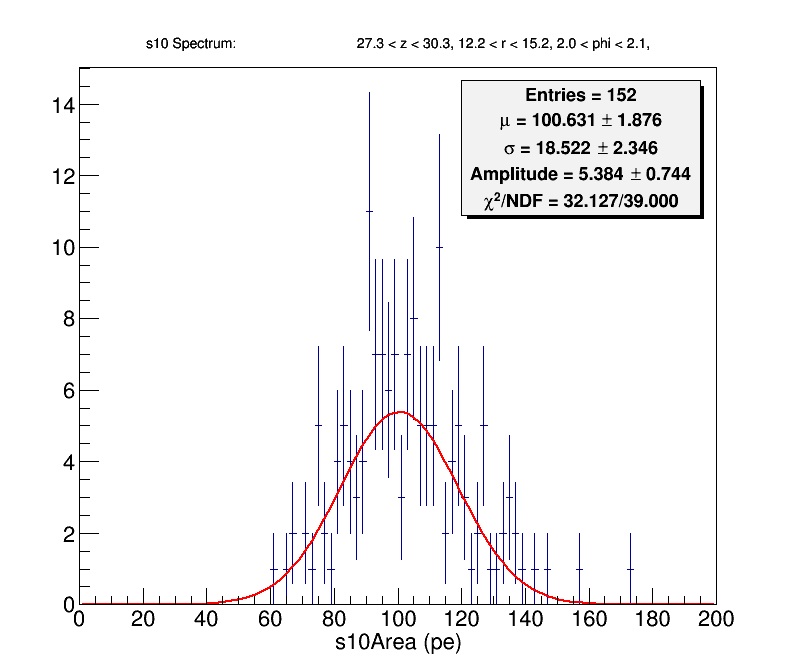 s10 Spectrum: 27.3 < z < 30.3, 12.2 < r < 15.2, 2.0 < phi < 2.1,
Entries = 152
μ = 100.631 ± 1.876
σ = 18.522 ± 2.346
Amplitude = 5.384 ± 0.744
χ²/NDF = 32.127/39.000
14
12
10
8
6
4
2
0
0 20 40 60 80 100 120 140 160 180 200
s10Area (pe)